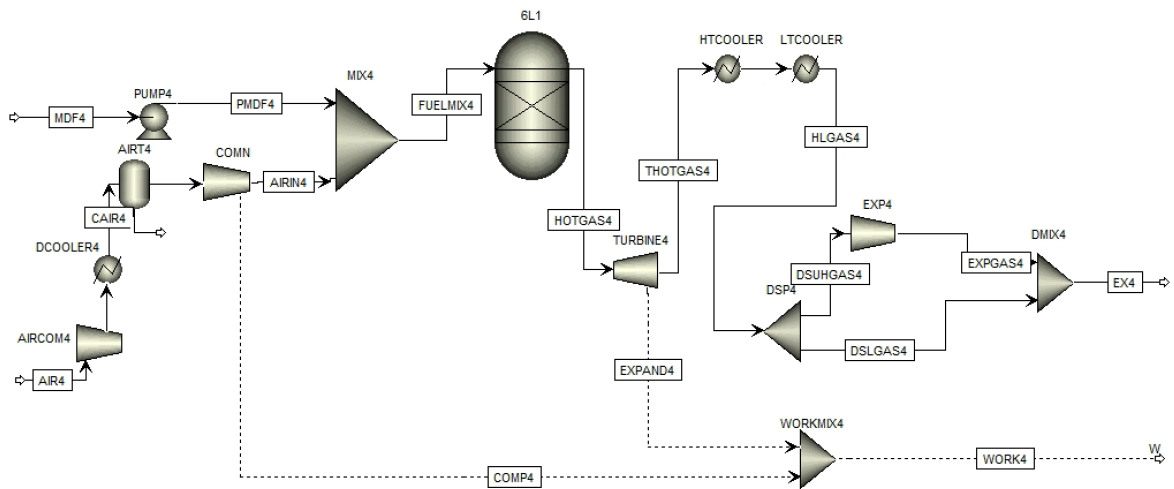 6L1
HTCOOLER
LTCOOLER
MIX4
PUMP4
PMDF4
FUELMIX4
MDF4
AIRT4
COMN
AIRIN4
HLGAS4
THOTGAS4
CAIR4
HOTGAS4
EXP4
TURBINE4
DCOOLER4
EXPGAS4
DMIX4
DSUHGAS4
DSP4
EX4
AIRCOM4
DSLGAS4
AIR4
EXPAND4
WORKMIX4
W
WORK4
COMP4